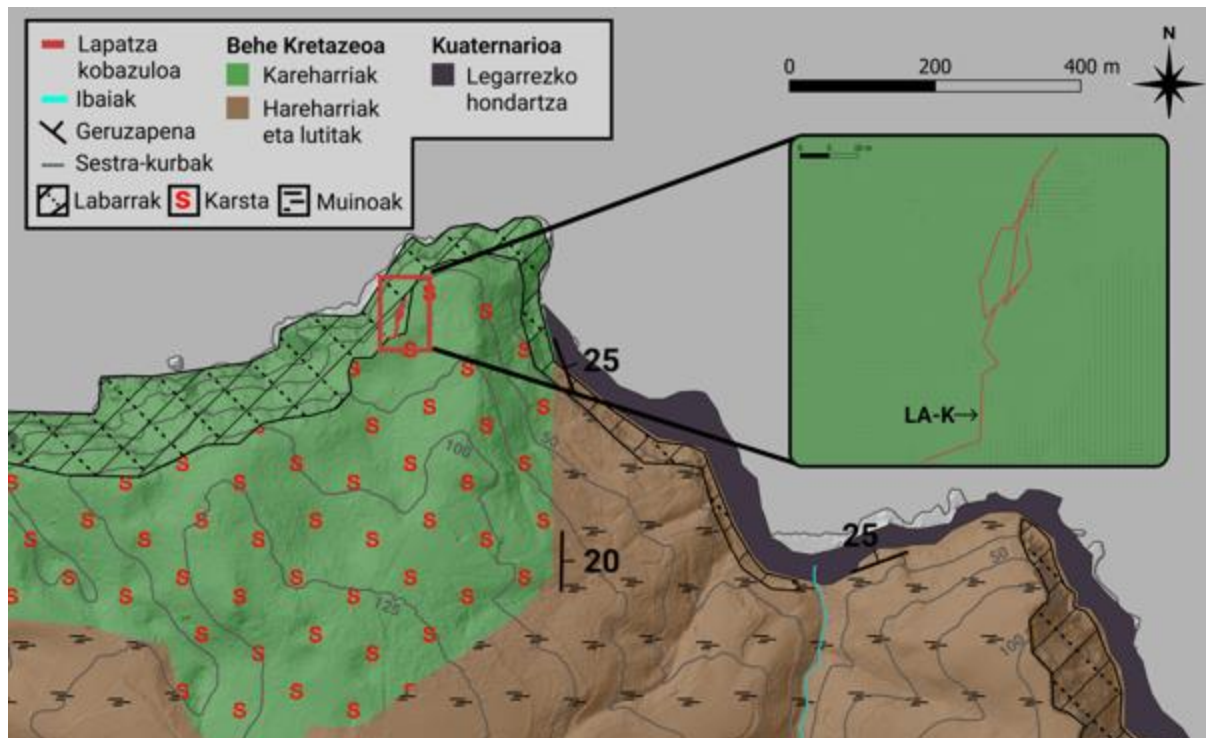 Lapatza
kobazuloa
Ibaiak
Geruzapena
Sestra-kurbak
Labarrak
S Karsta
Muinoak
Behe Kretazeoa
Kareharriak
Hareharriak
eta lutitak
Kuaternarioa
Legarrezko
hondartza
0 200 400 m
N
LA-K
25
50
100
20
25
50
125
100